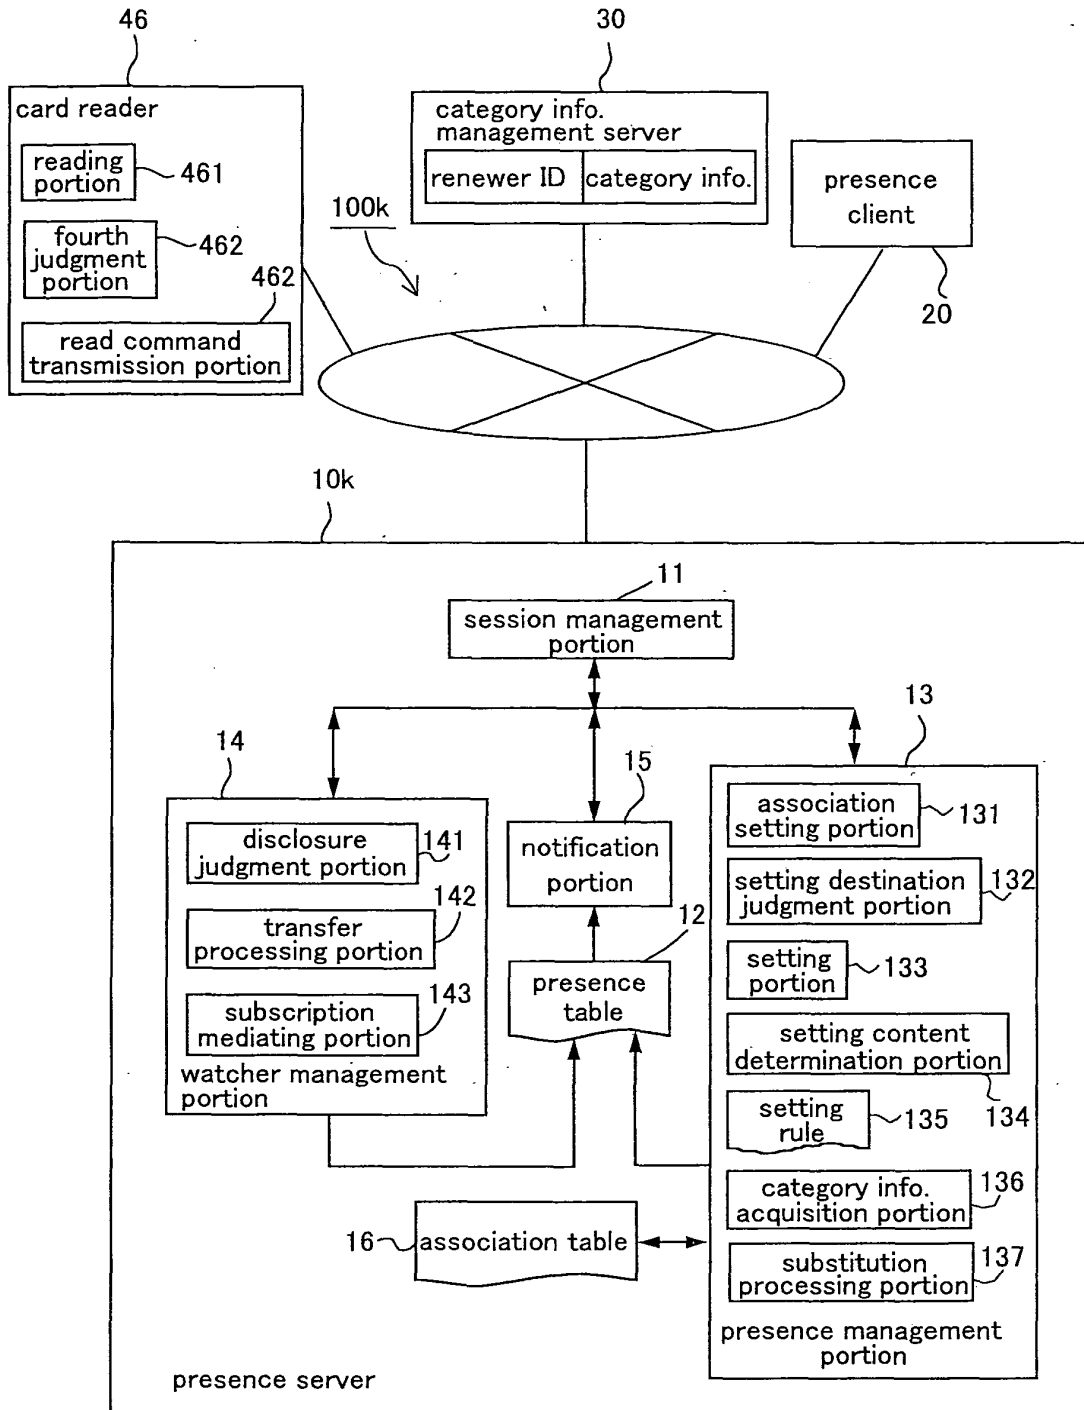 46
card reader
reading
portion
461
fourth
judgment
portion
462
462
read command
transmission portion
30
category info.
management server
renewer ID
category info.
100k
presence
client
20
10k
11
session management
portion
14
disclosure
judgment portion
141
transfer
processing portion
142
subscription
mediating portion
143
watcher management
portion
15
notification
portion
12
presence
table
13
association
setting portion
131
setting destination
judgment portion
132
setting
portion
133
setting content
determination portion
134
setting
rule
135
category info.
acquisition portion
136
substitution
processing portion
137
presence management
portion
16
association table
presence server